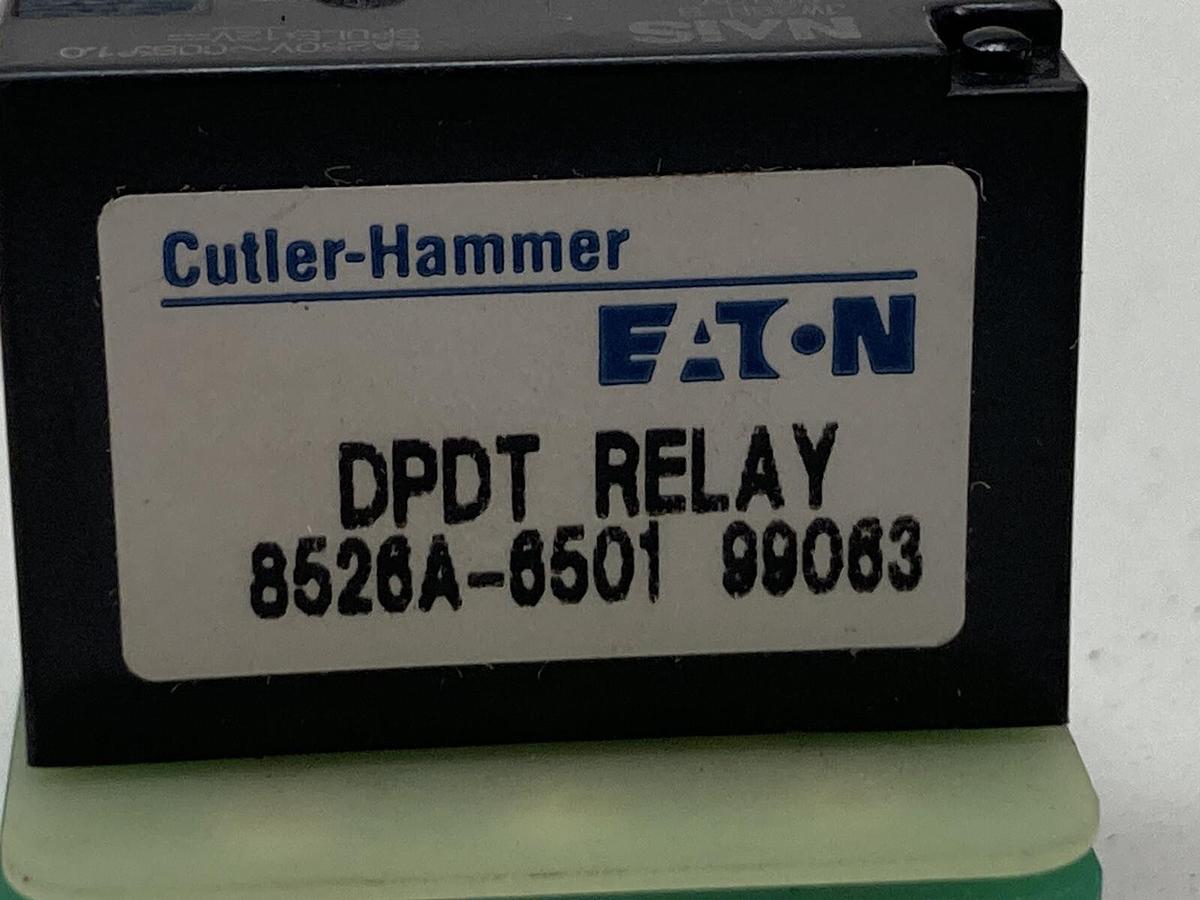 NAIS
Cutler-Hammer
EATON
DPDT RELAY
8526A-6501 99063